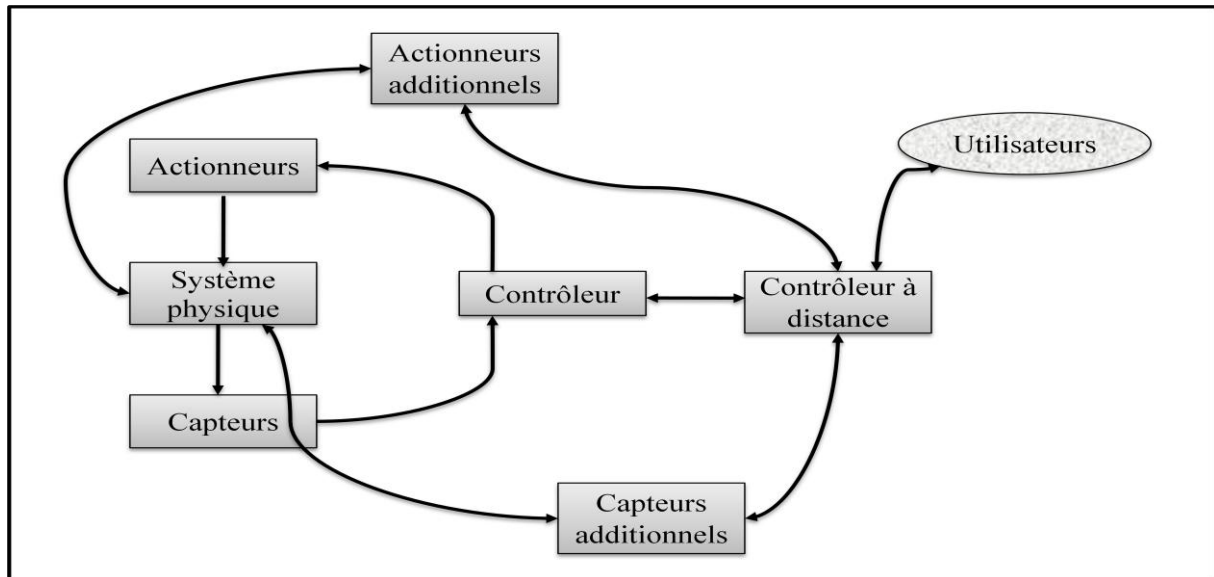 Actionneurs
additionnels
Utilisateurs
Actionneurs
Système
physique
Contrôleur
Contrôleur à
distance
Capteurs
Capteurs
additionnels